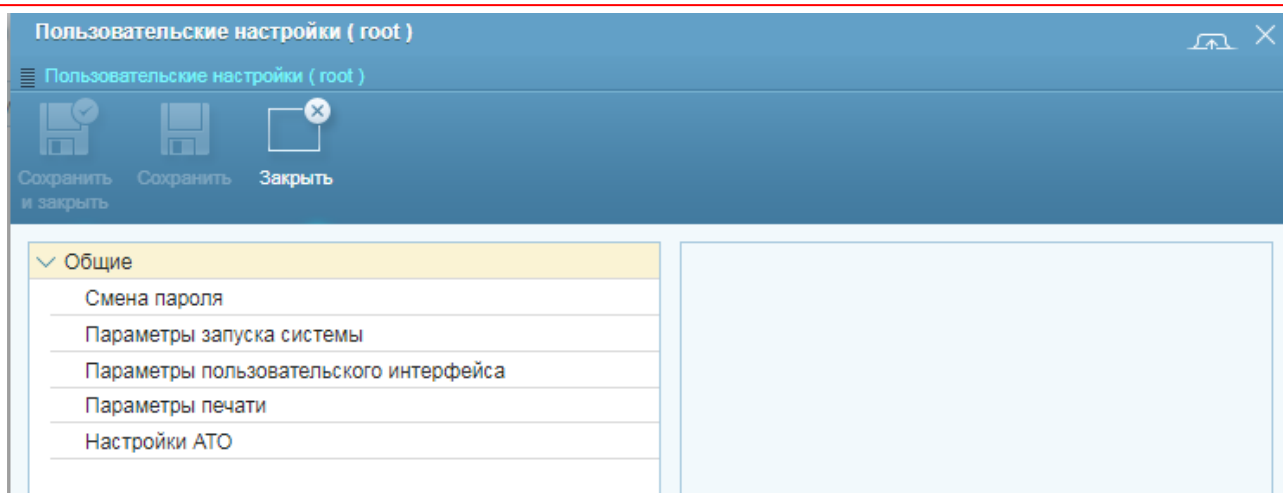 Пользовательские настройки ( root )
Пользовательские настройки ( root )
Сохранить и закрыть
Сохранить
Закрыть
Общие
Смена пароля
Параметры запуска системы
Параметры пользовательского интерфейса
Параметры печати
Настройки АТО